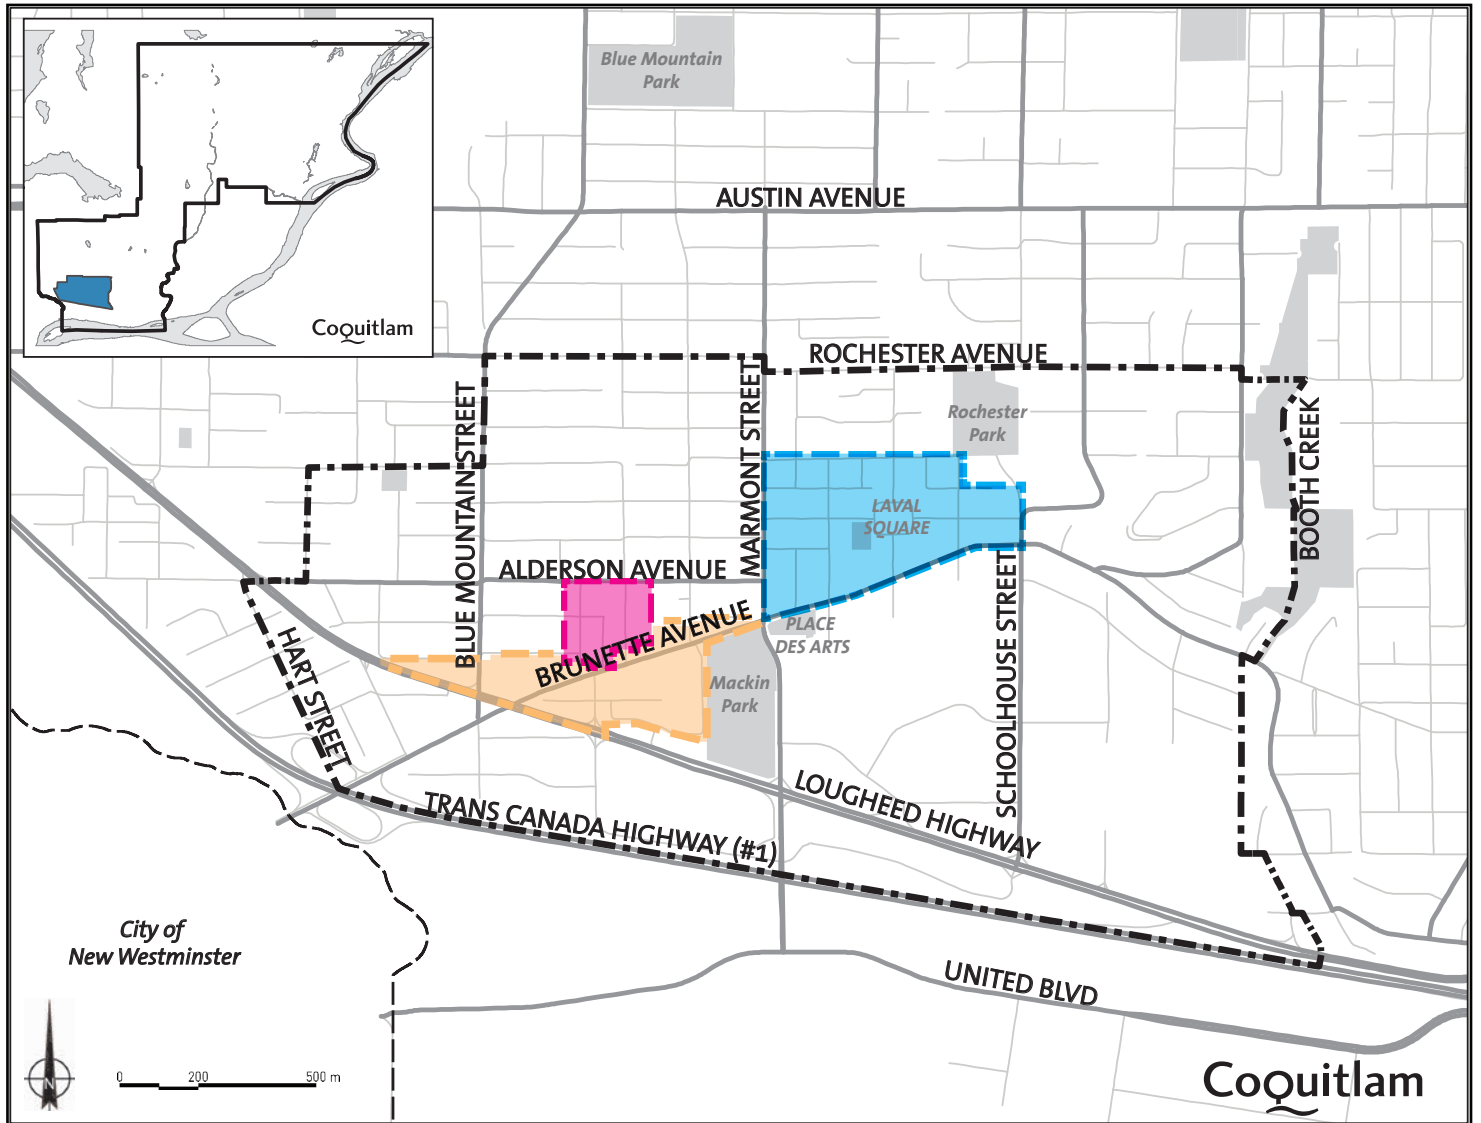 Blue Mountain
Park
AUSTIN AVENUE
Coquitlam
ROCHESTER AVENUE
BLUE MOUNTAIN STREET
MARMONT STREET
Rochester
Park
BOOTH CREEK
LAVAL
SQUARE
ALDERSON AVENUE
BRUNETTE AVENUE
PLACE
DES ARTS
SCHOOLHOUSE STREET
HART STREET
Mackin
Park
LOUGHEED HIGHWAY
TRANS CANADA HIGHWAY (#1)
City of
New Westminster
UNITED BLVD
N
0 200 500 m
Coquitlam